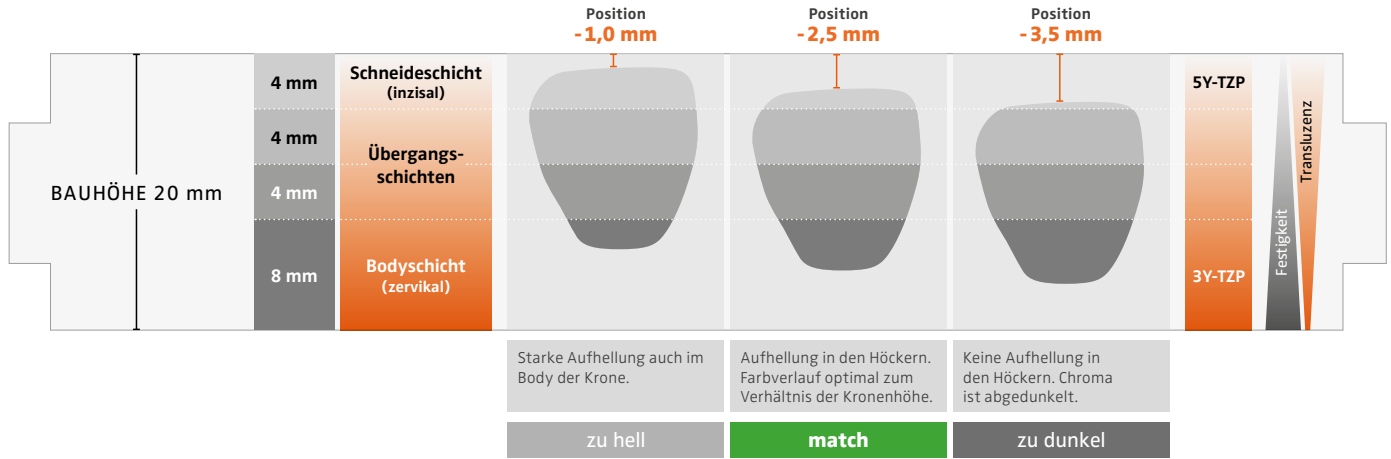 Position
-1,0 mm
Position
-2,5 mm
Position
-3,5 mm
BAUHÖHE 20 mm
4 mm
4 mm
4 mm
8 mm
Schneideschicht
(inzisal)
Übergangs-
schichten
Bodyschicht
(zervikal)
5Y-TZP
3Y-TZP
Festigkeit
Transluzenz
Starke Aufhellung auch im
Body der Krone.
Aufhellung in den Höckern.
Farbverlauf optimal zum
Verhältnis der Kronenhöhe.
Keine Aufhellung in
den Höckern. Chroma
ist abgedunkelt.
zu hell
match
zu dunkel